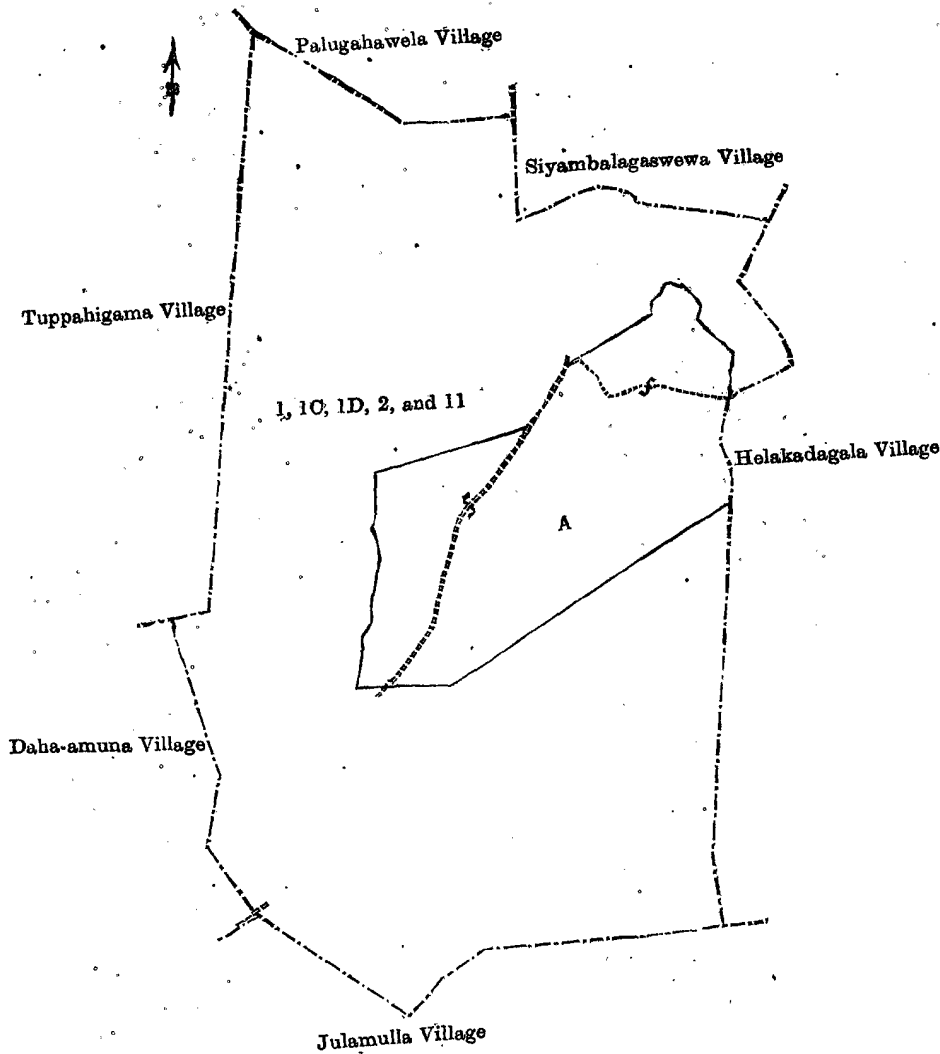 Palugahawela Village
Siyambalagaswewa Village
Tuppahigama Village
1, 1C, 1D, 2, and 11
Helakadagala Village
A
Daha-amuna Village
Julamulla Village